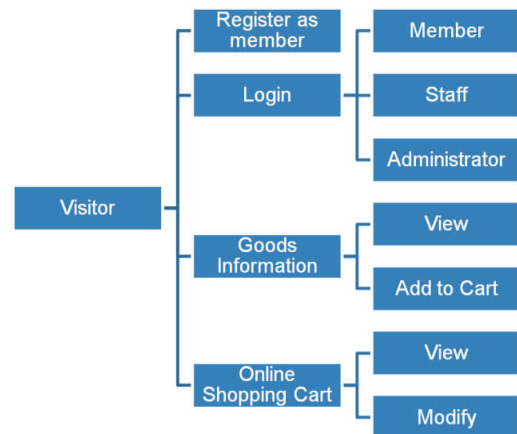 Visitor
Register as
member
Login
Member
Staff
Administrator
Goods
Information
View
Add to Cart
Online
Shopping Cart
View
Modify